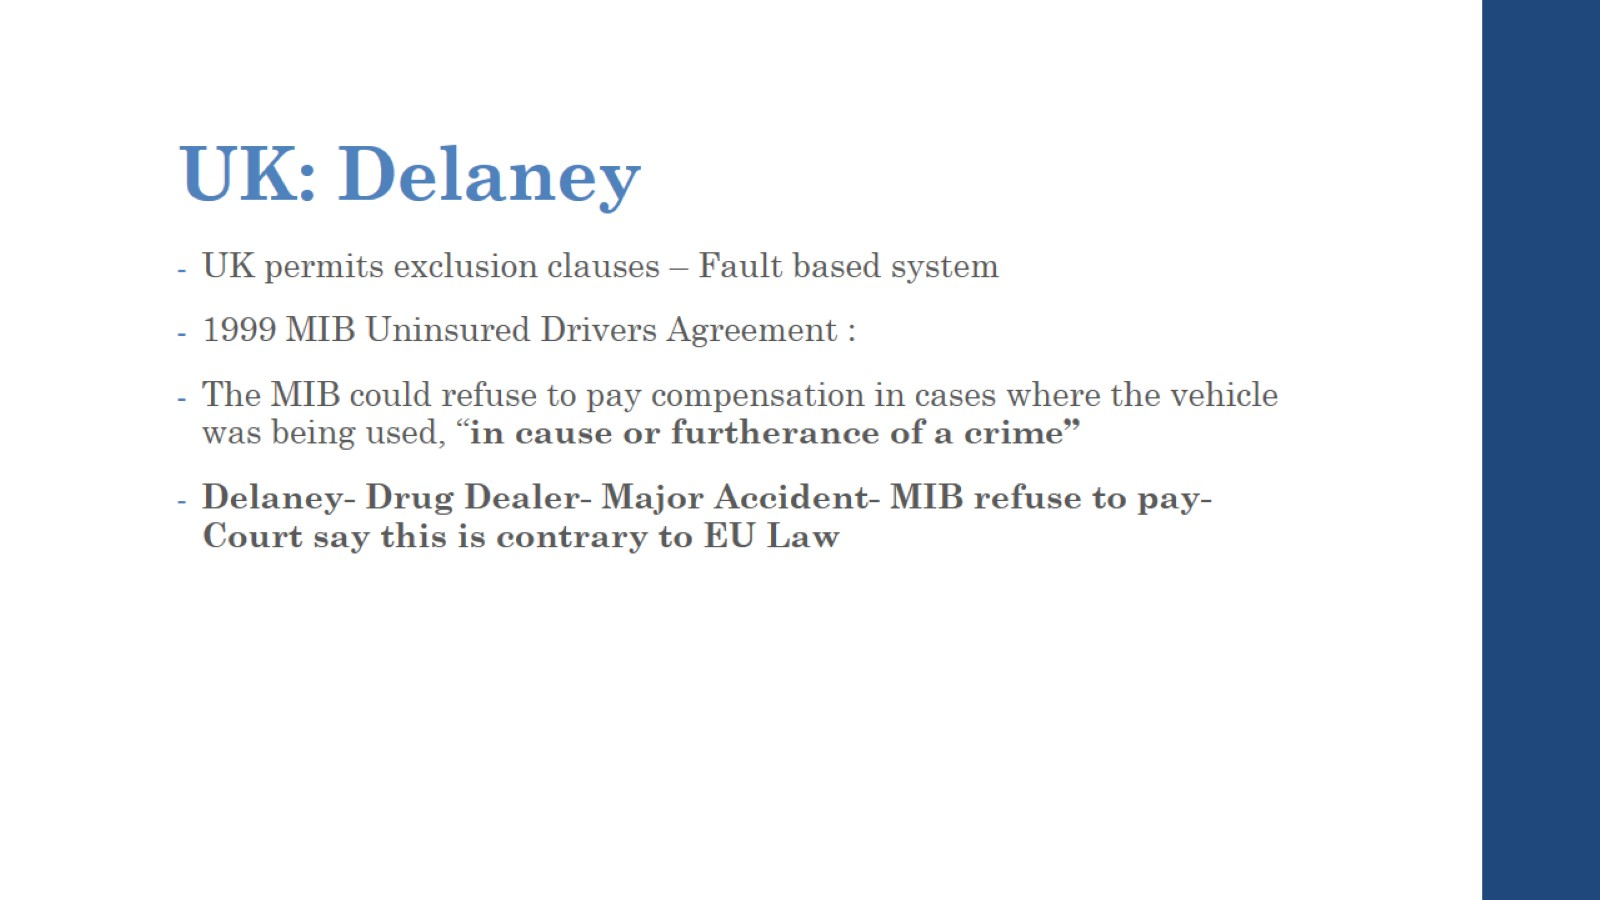 UK: Delaney
- UK permits exclusion clauses – Fault based system
- 1999 MIB Uninsured Drivers Agreement :
- The MIB could refuse to pay compensation in cases where the vehicle
was being used, “in cause or furtherance of a crime”
- Delaney- Drug Dealer- Major Accident- MIB refuse to pay-
Court say this is contrary to EU Law